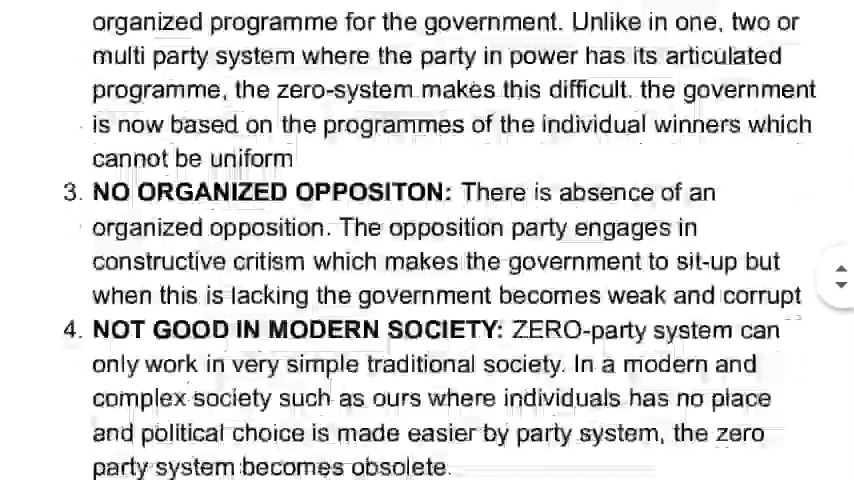 organized programme for the government. Unlike in one, two or
multi party system where the party in power has its articulated
programme, the zero-system makes this difficult. the government
is now based on the programmes of the individual winners which
cannot be uniform
3. NO ORGANIZED OPPOSITON: There is absence of an
organized opposition. The opposition party engages in
constructive critism which makes the government to sit-up but
when this is lacking the government becomes weak and corrupt
4. NOT GOOD IN MODERN SOCIETY: ZERO-party system can
only work in very simple traditional society. In a modern and
complex society such as ours where individuals has no place
and political choice is made easier by party system, the zero
party system becomes obsolete.